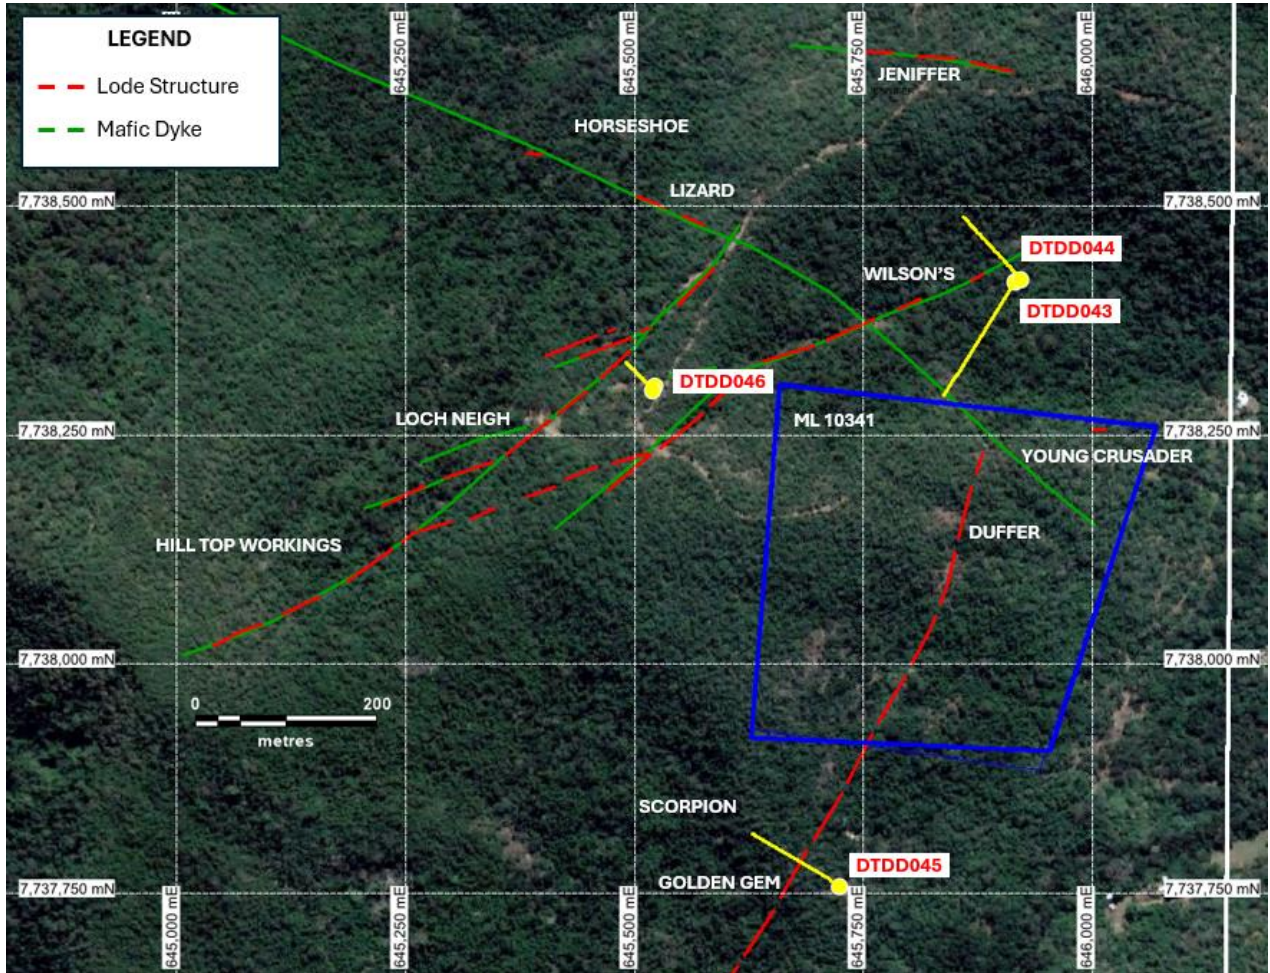 LEGEND
Lode Structure
Mafic Dyke
645,250 mE
645,500 mE
645,750 mE
646,000 mE
JENIFFER
HORSESHOE
LIZARD
7,738,500 mN
7,738,500 mN
WILSON'S
DTDD044
DTDD043
DTDD046
LOCH NEIGH
ML 10341
7,738,250 mN
7,738,250 mN
YOUNG CRUSADER
DUFFER
HILL TOP WORKINGS
7,738,000 mN
7,738,000 mN
0 200
metres
SCORPION
DTDD045
GOLDEN GEM
7,737,750 mN
7,737,750 mN
645,000 mE
645,250 mE
645,500 mE
645,750 mE
646,000 mE